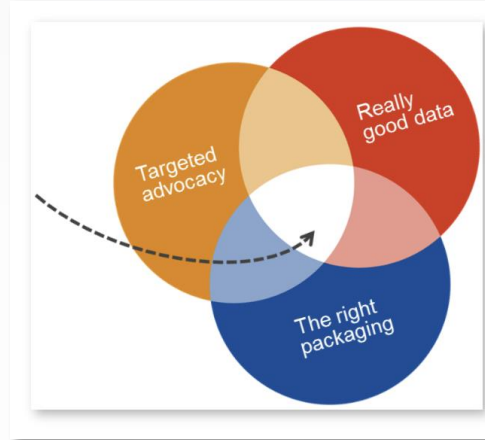 Targeted
advocacy
Really
good data
The right
packaging